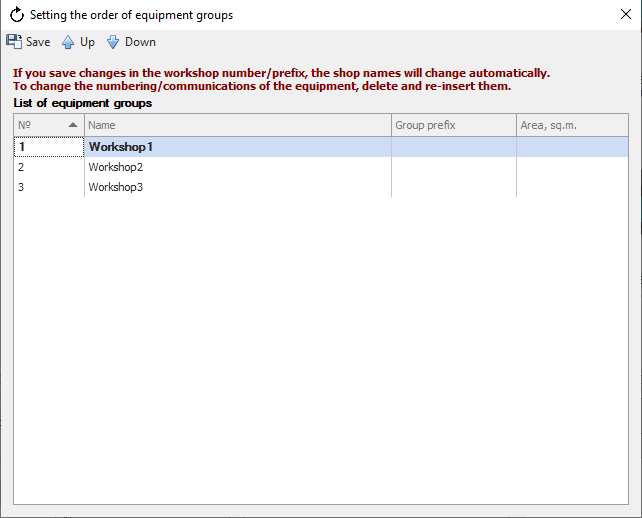 Setting the order of equipment groups
Save Up Down
If you save changes in the workshop number/prefix, the shop names will change automatically.
To change the numbering/communications of the equipment, delete and re-insert them.
List of equipment groups
№ Name Group prefix Area, sq.m.
1 Workshop1
2 Workshop2
3 Workshop3